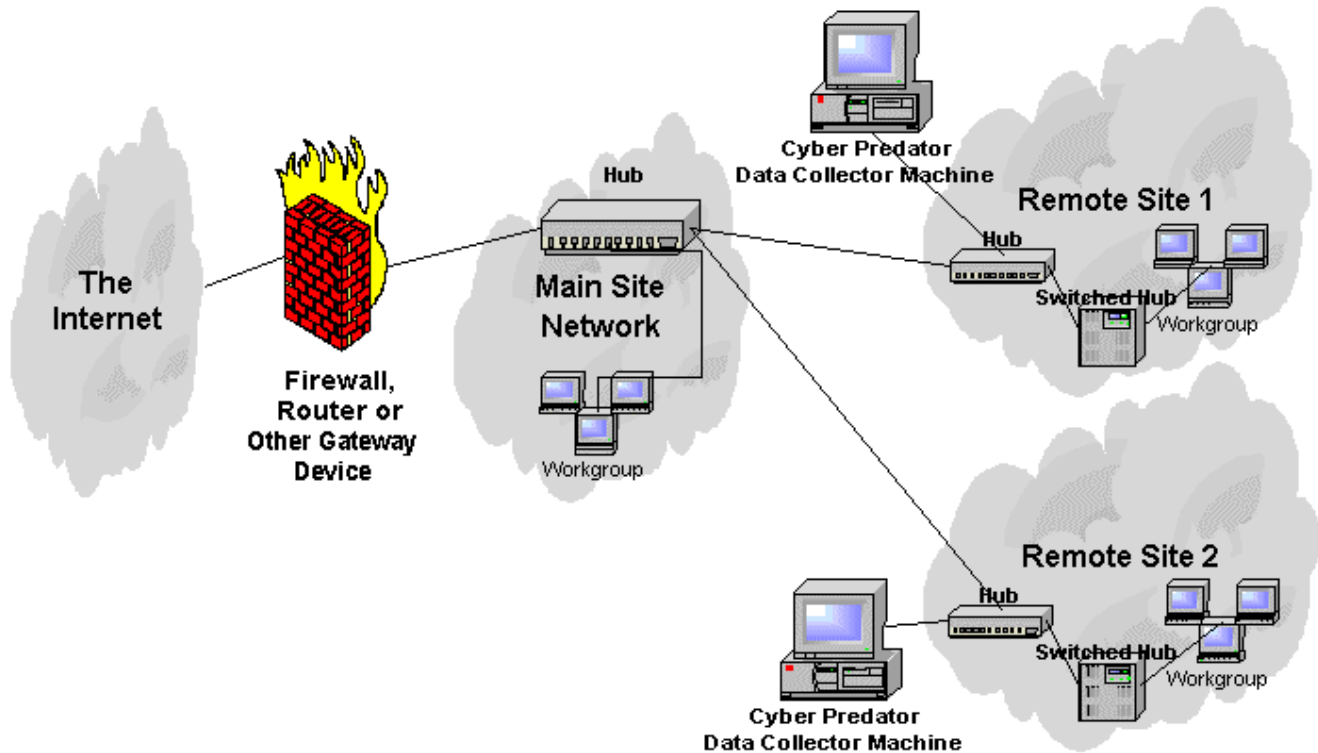 The
Internet
Firewall,
Router or
Other Gateway
Device
Hub
Main Site
Network
Workgroup
Cyber Predator
Data Collector Machine
Remote Site 1
Hub
Switched Hub
Workgroup
Remote Site 2
Hub
Switched Hub
Workgroup
Cyber Predator
Data Collector Machine